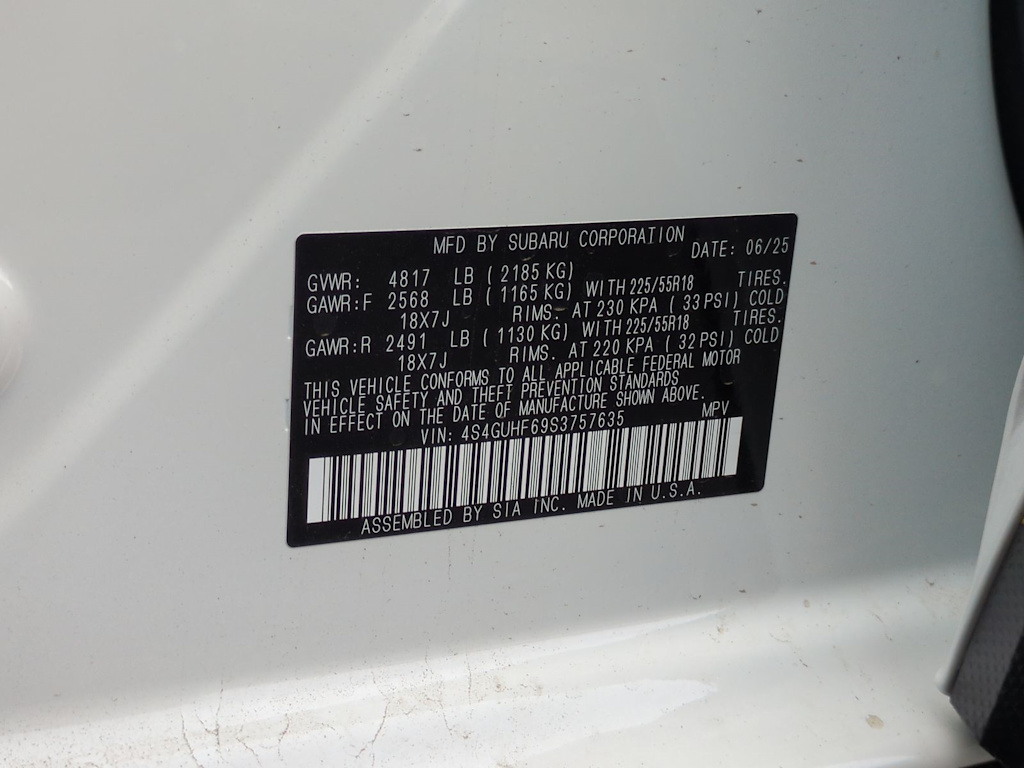 MFD BY SUBARU CORPORATION DATE: 06/25
GVWR: 4817 LB (2185 KG)
GAWR:F 2568 LB (1165 KG) WITH 225/55R18 TIRES.
18X7J RIMS. AT 230 KPA (33 PSI) COLD
GAWR:R 2491 LB (1130 KG) WITH 225/55R18 TIRES.
18X7J RIMS. AT 220 KPA (32 PSI) COLD
THIS VEHICLE CONFORMS TO ALL APPLICABLE FEDERAL MOTOR
VEHICLE SAFETY AND THEFT PREVENTION STANDARDS
IN EFFECT ON THE DATE OF MANUFACTURE SHOWN ABOVE.
VIN: 4S4GUHF69S3757635 MPV
ASSEMBLED BY SIA INC. MADE IN U.S.A.